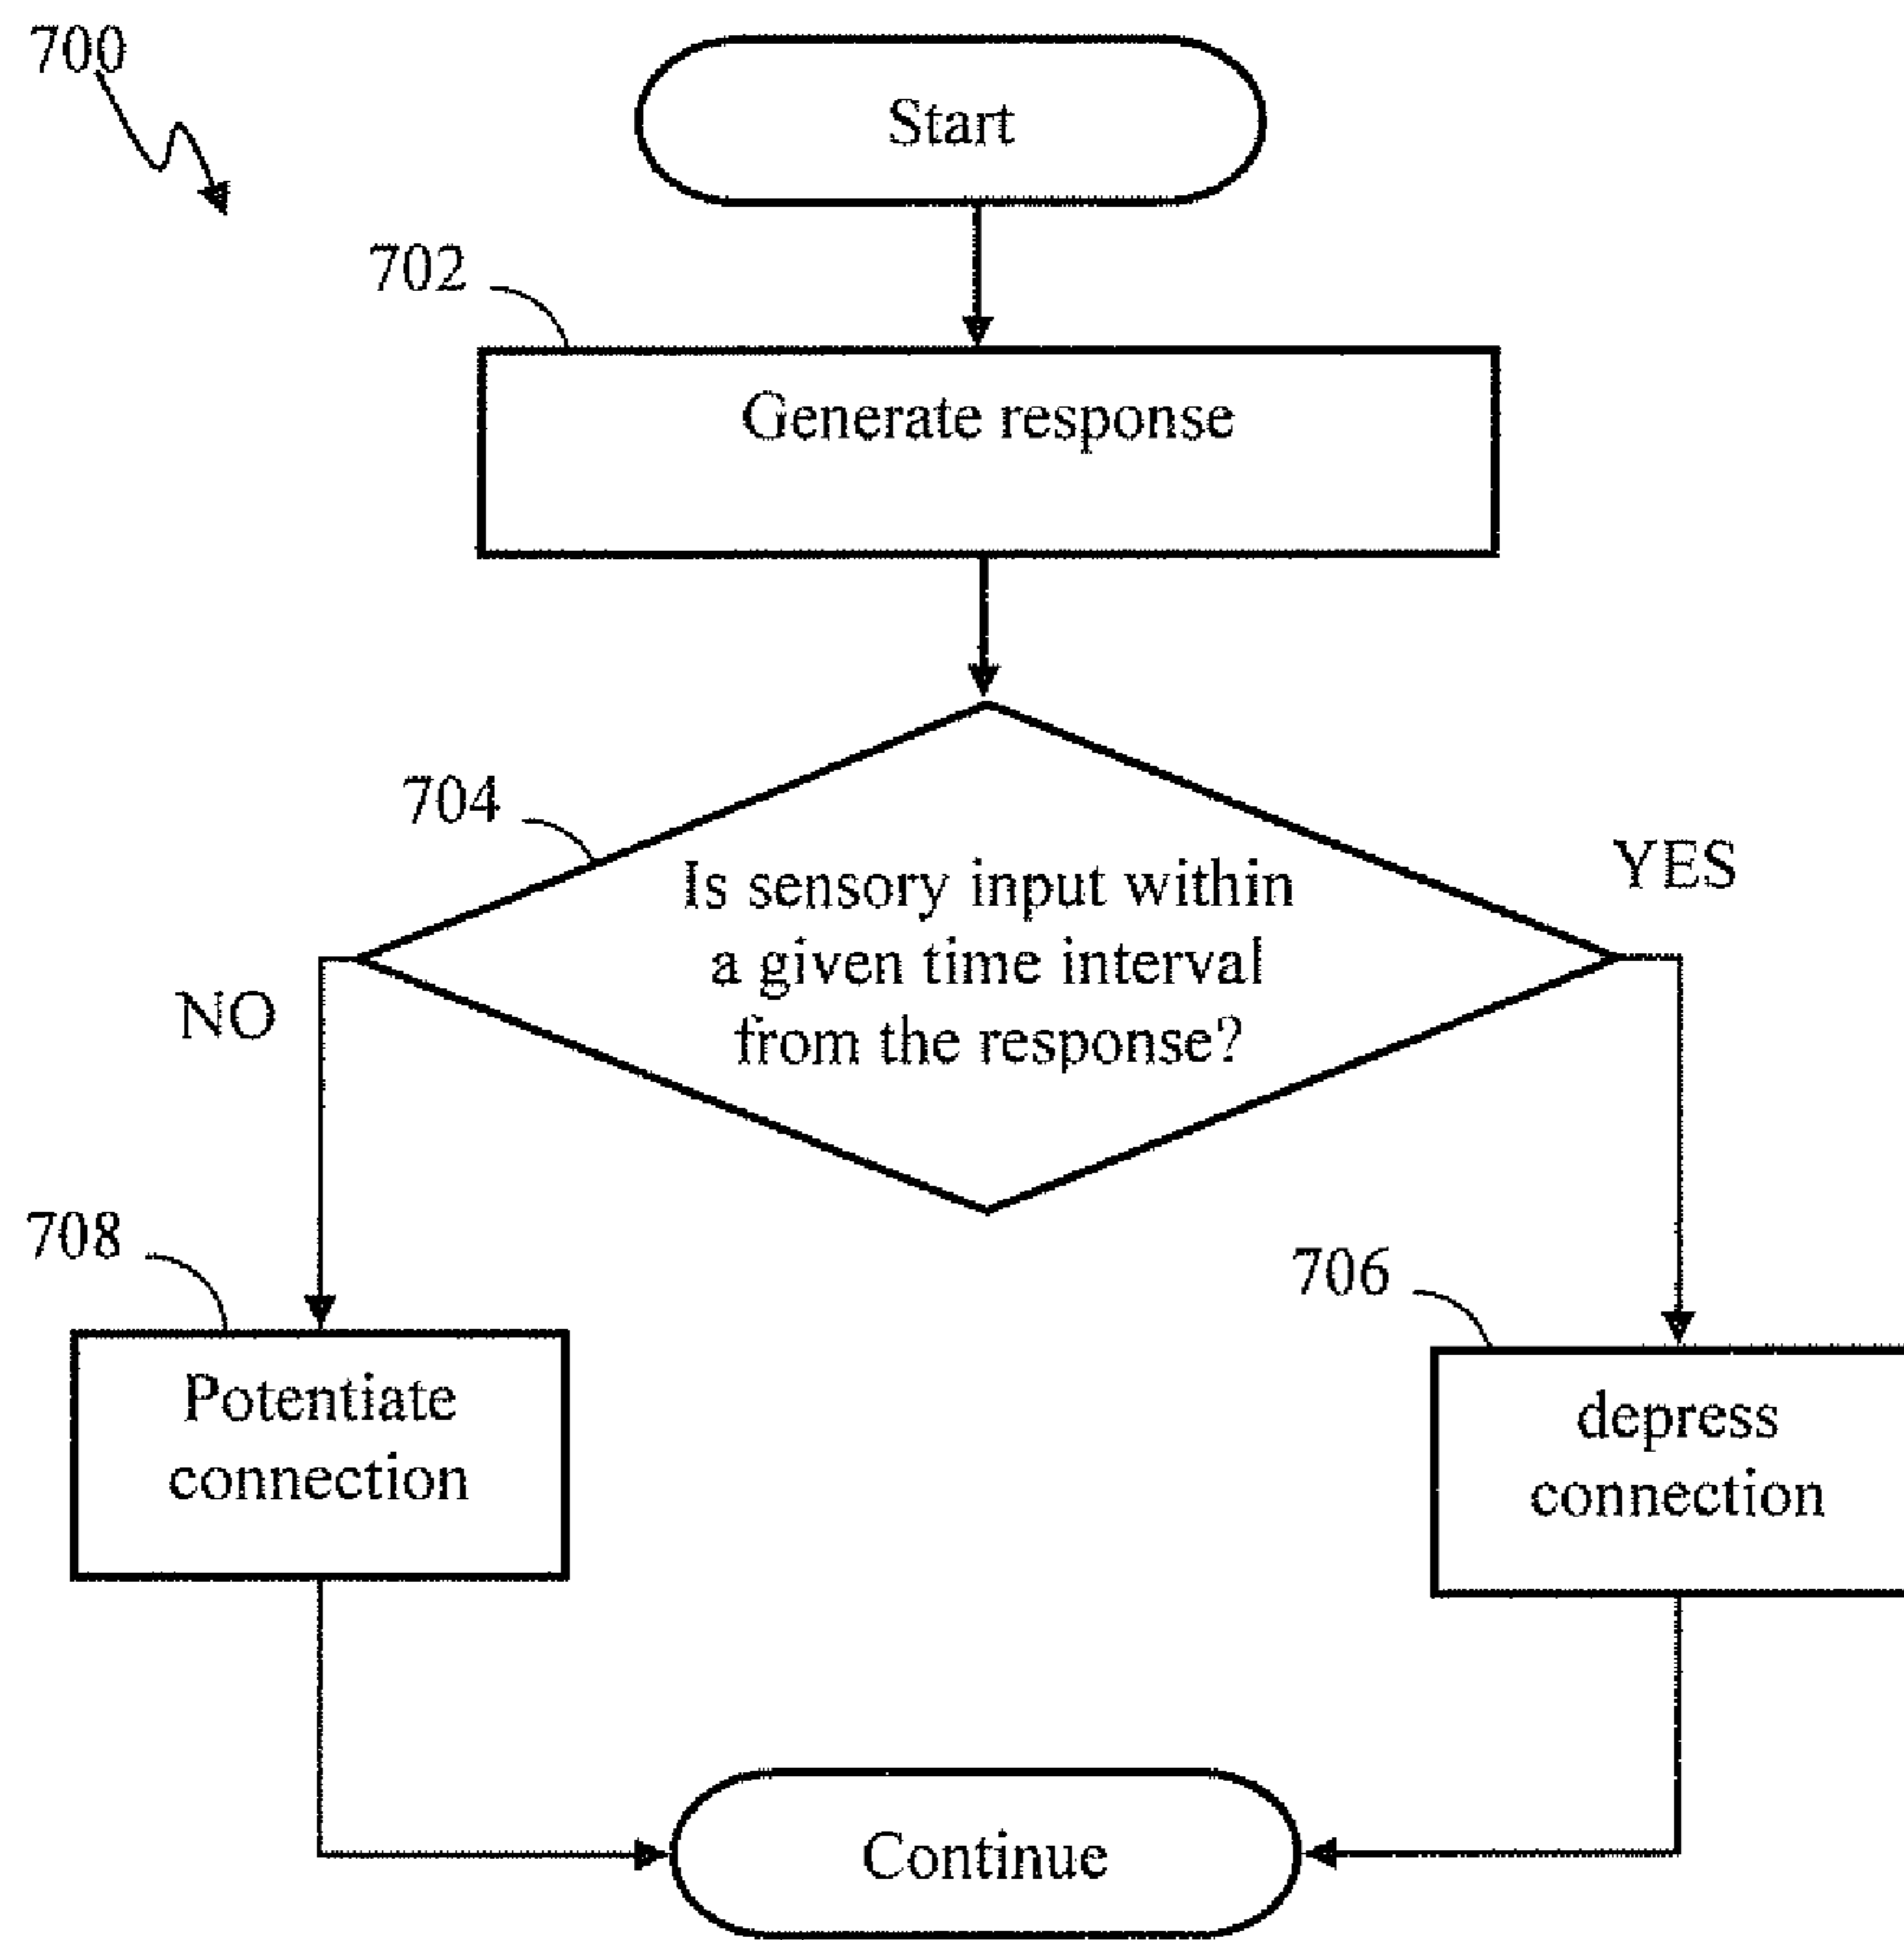 700
Start
702
Generate response
704
Is sensory input within
a given time interval
from the response?
YES
NO
708
Potentiate
connection
706
depress
connection
Continue